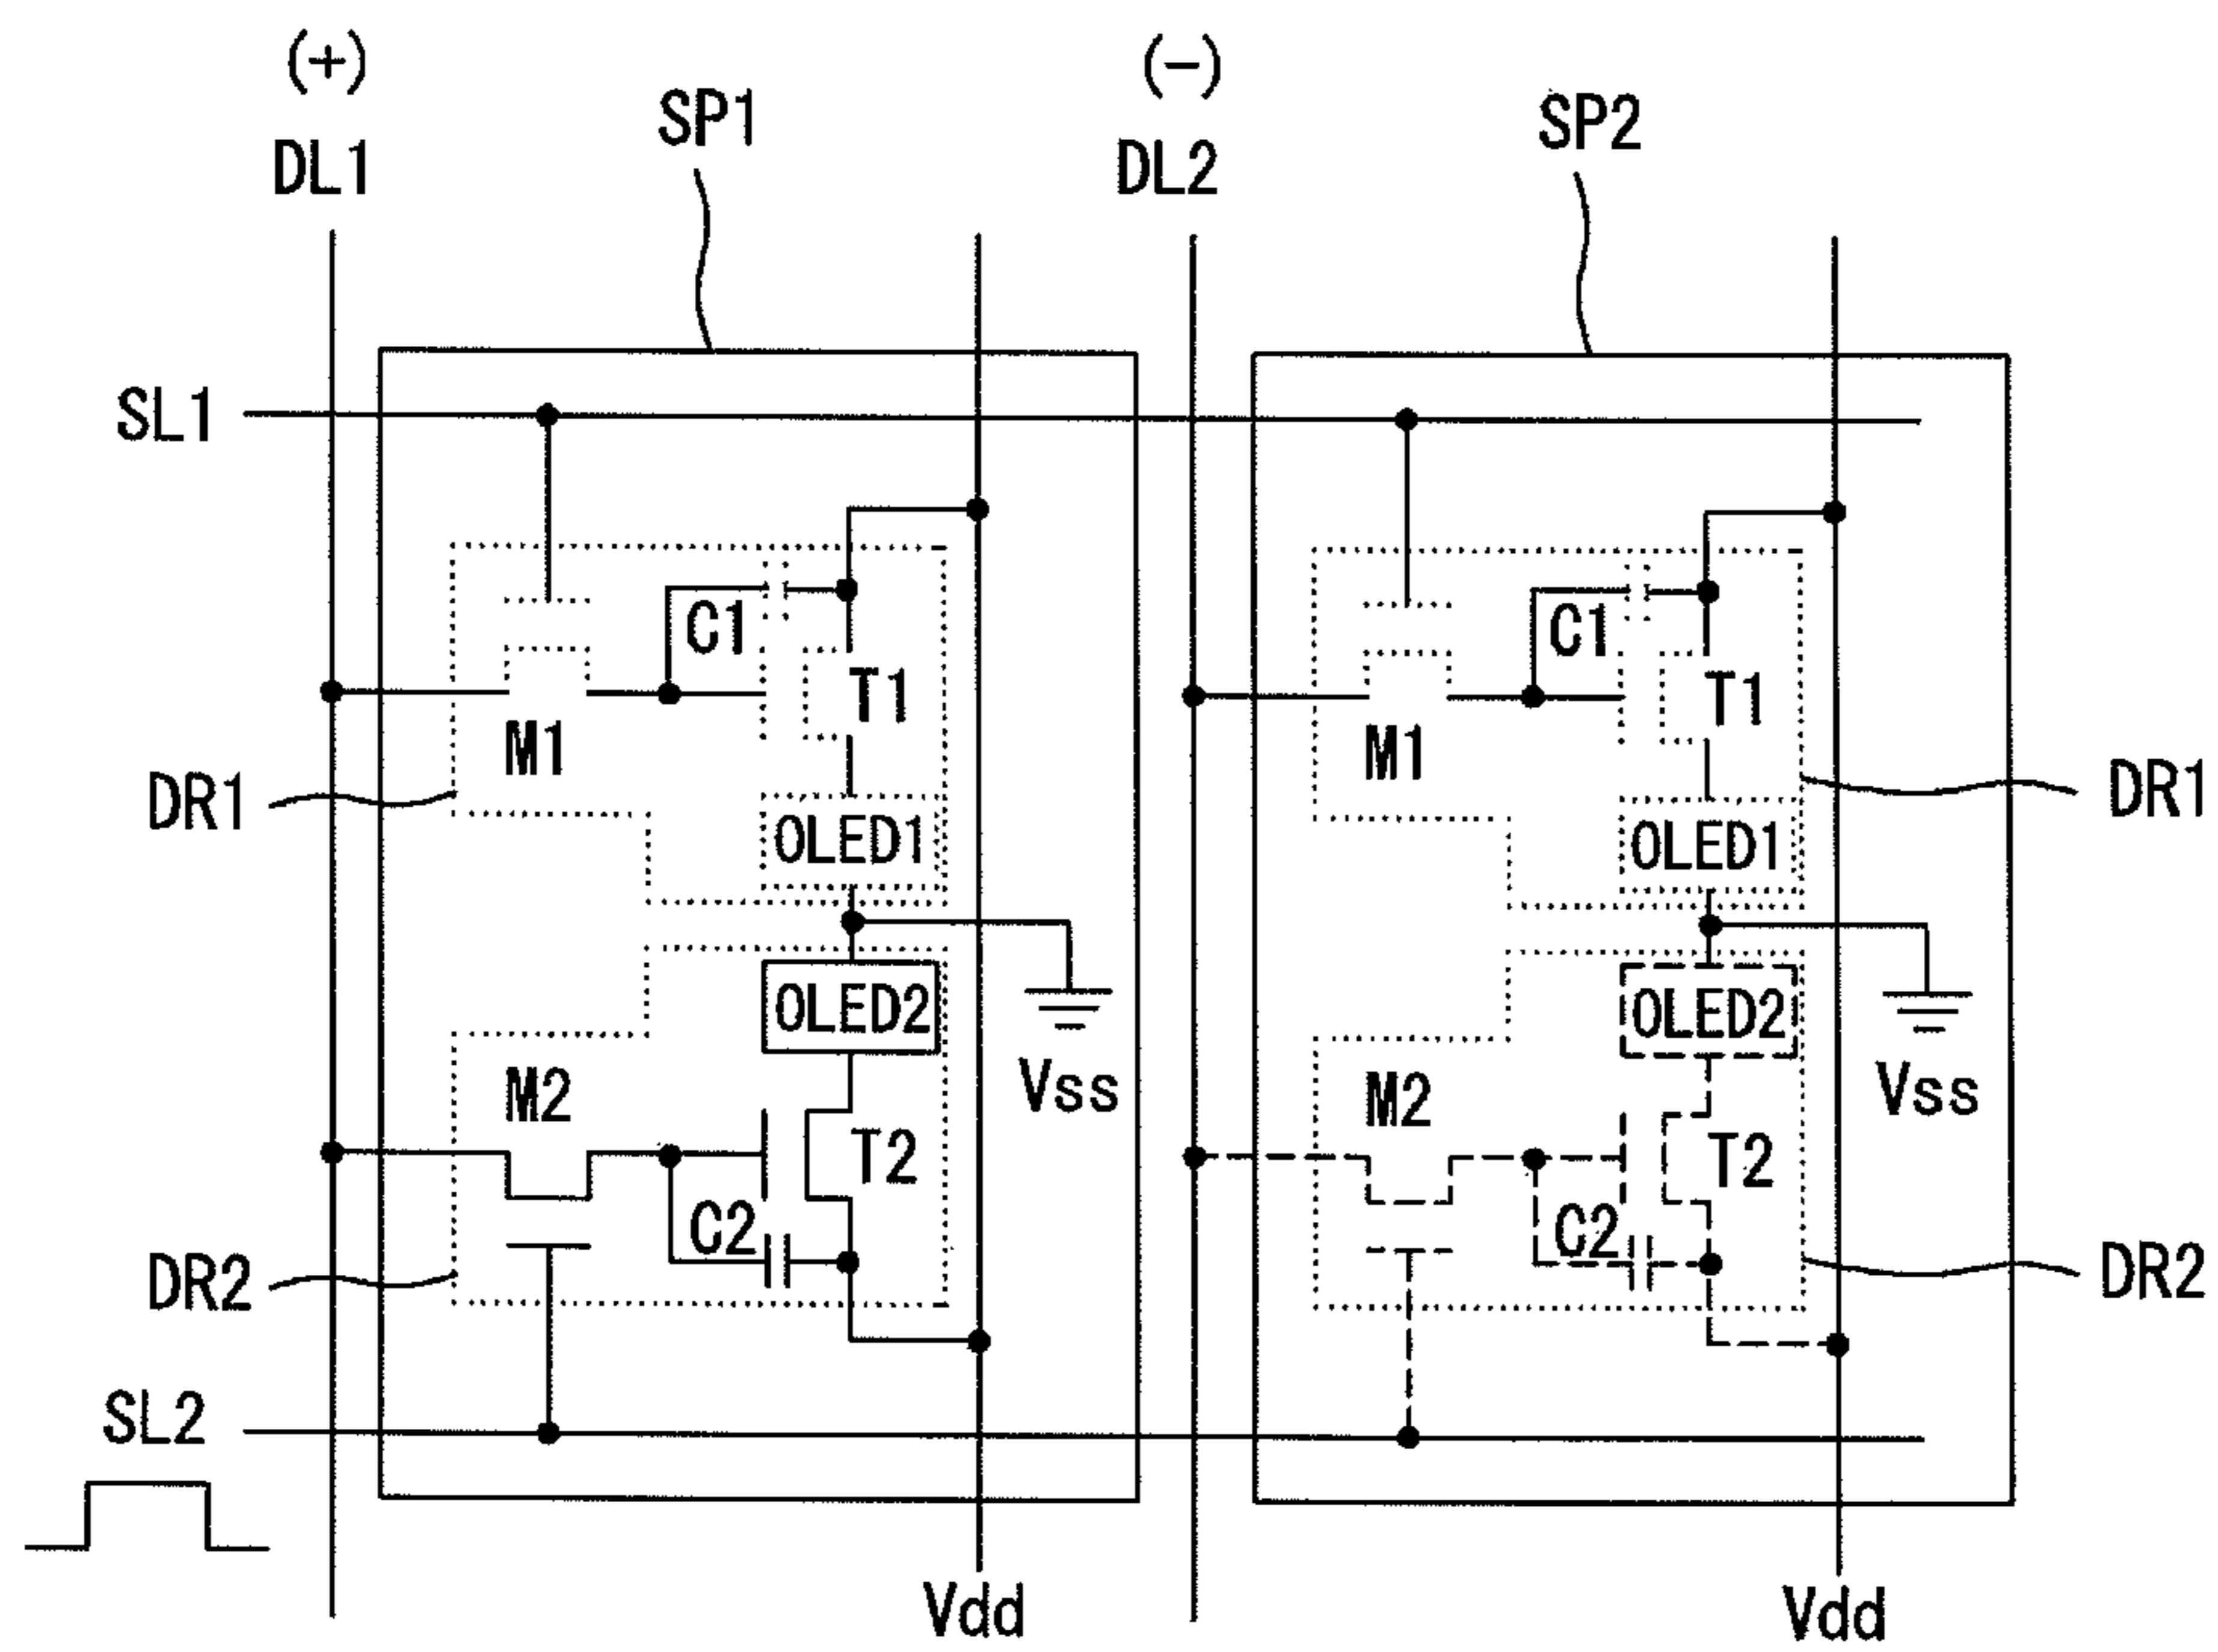 (+)
(-)
SP1
SP2
DL1
DL2
SL1
C1
C1
T1
T1
M1
M1
DR1
DR1
OLED1
OLED1
OLED2
OLED2
M2
Vss
M2
Vss
T2
T2
C2
C2
DR2
DR2
SL2
Vdd
Vdd